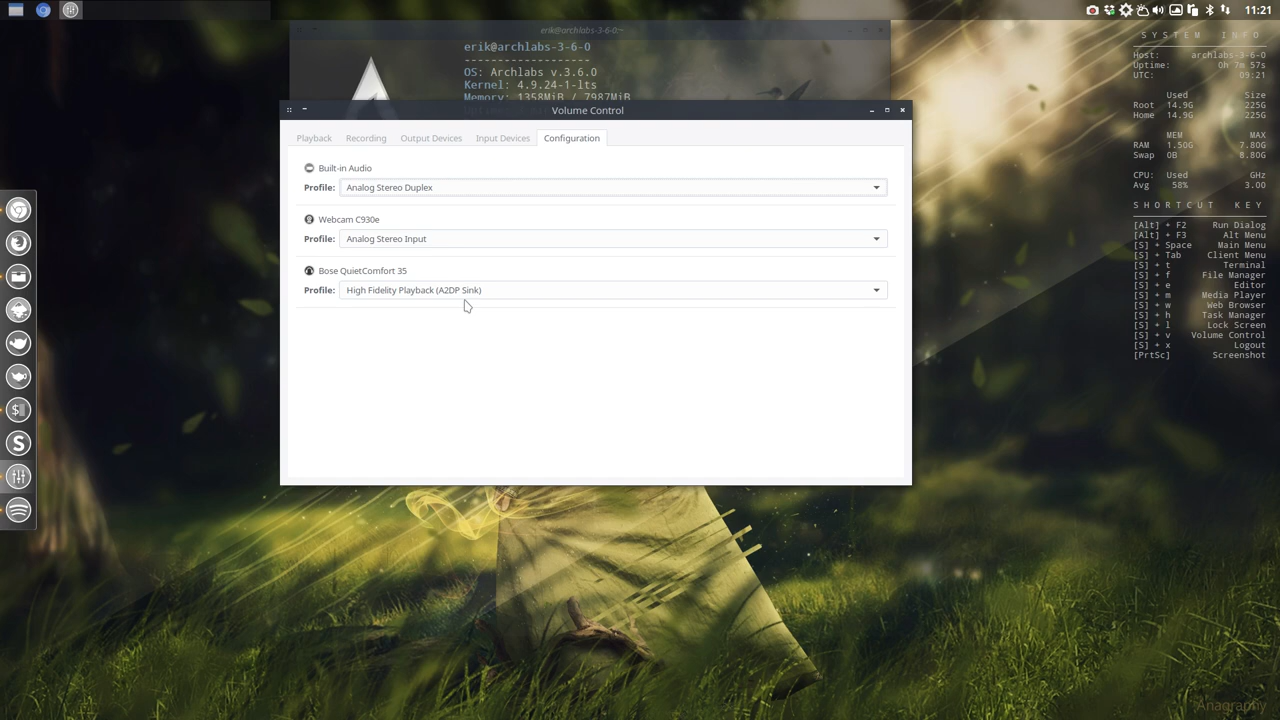 11:21
erik@archlabs-3-6-0:~
erik@archlabs-3-6-0
-------------------
OS: Archlabs v.3.6.0
Kernel: 4.9.24-1-lts
Memory: 1358MiB / 7987MiB
Volume Control
Playback Recording Output Devices Input Devices Configuration
Built-in Audio
Profile: Analog Stereo Duplex
Webcam C930e
Profile: Analog Stereo Input
Bose QuietComfort 35
Profile: High Fidelity Playback (A2DP Sink)
SYSTEM INFO
Host: archlabs-3-6-0
Uptime: 0h 7m 57s
UTC: 09:21
Used Size
Root 14.9G 225G
Home 14.9G 225G
MEM MAX
RAM 1.50G 7.80G
Swap 0B 8.80G
CPU: Used GHz
Avg 58% 3.00
SHORTCUT KEY
[Alt] + F2 Run Dialog
[Alt] + F3 Alt Menu
[S] + Space Main Menu
[S] + Tab Client Menu
[S] + t Terminal
[S] + f File Manager
[S] + e Editor
[S] + m Media Player
[S] + w Web Browser
[S] + h Task Manager
[S] + l Lock Screen
[S] + v Volume Control
[S] + x Logout
[PrtSc] Screenshot